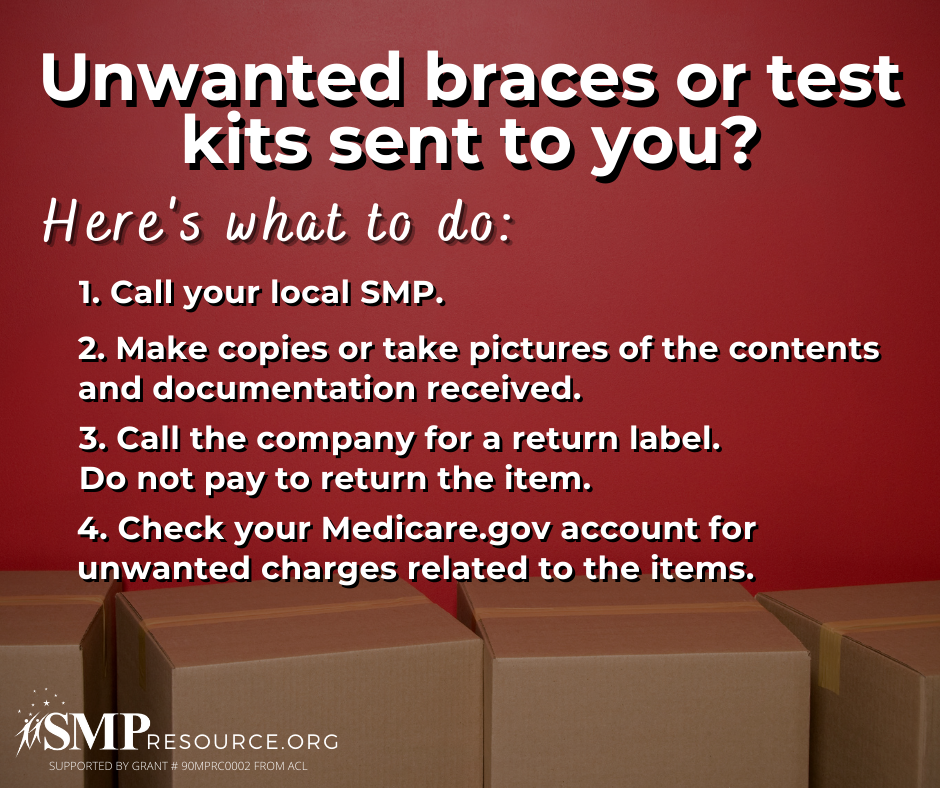 Unwanted braces or test
kits sent to you?
Here's what to do:
1. Call your local SMP.
2. Make copies or take pictures of the contents
and documentation received.
3. Call the company for a return label.
Do not pay to return the item.
4. Check your Medicare.gov account for
unwanted charges related to the items.
SMPRESOURCE.ORG
SUPPORTED BY GRANT # 90MPRC0002 FROM ACL